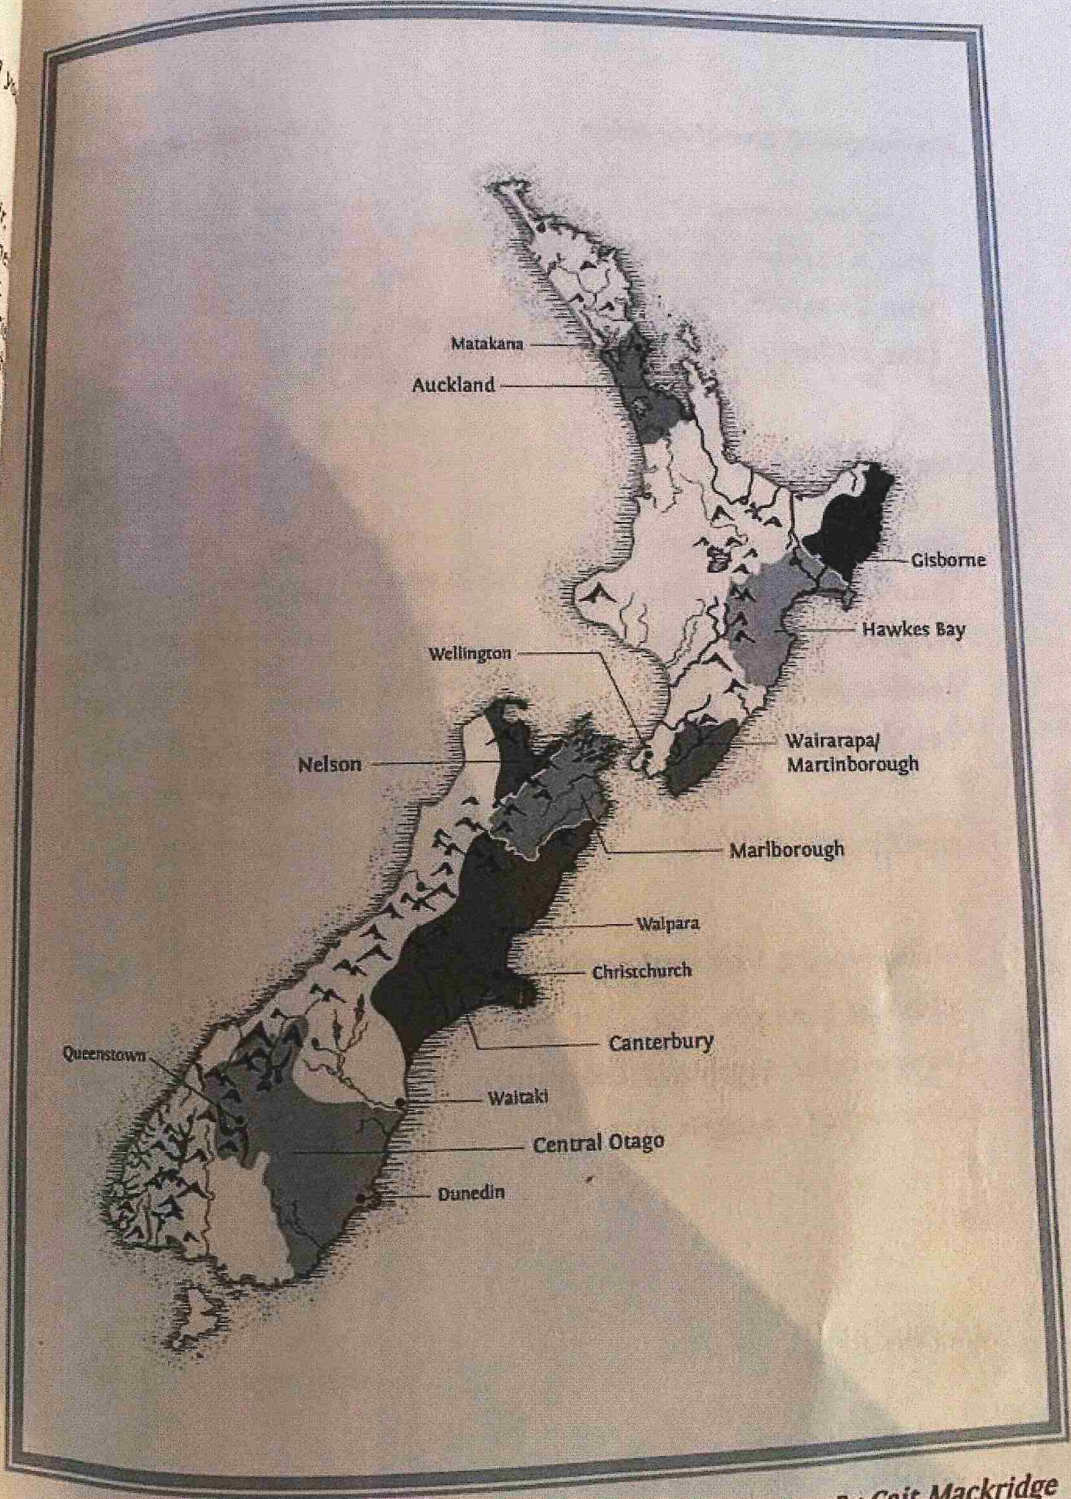 Matakana
Auckland
Gisborne
Hawkes Bay
Wellington
Nelson
Wairarapa/
Martinborough
Marlborough
Waipara
Christchurch
Canterbury
Queenstown
Waitaki
Central Otago
Dunedin
By Cait Mackridge